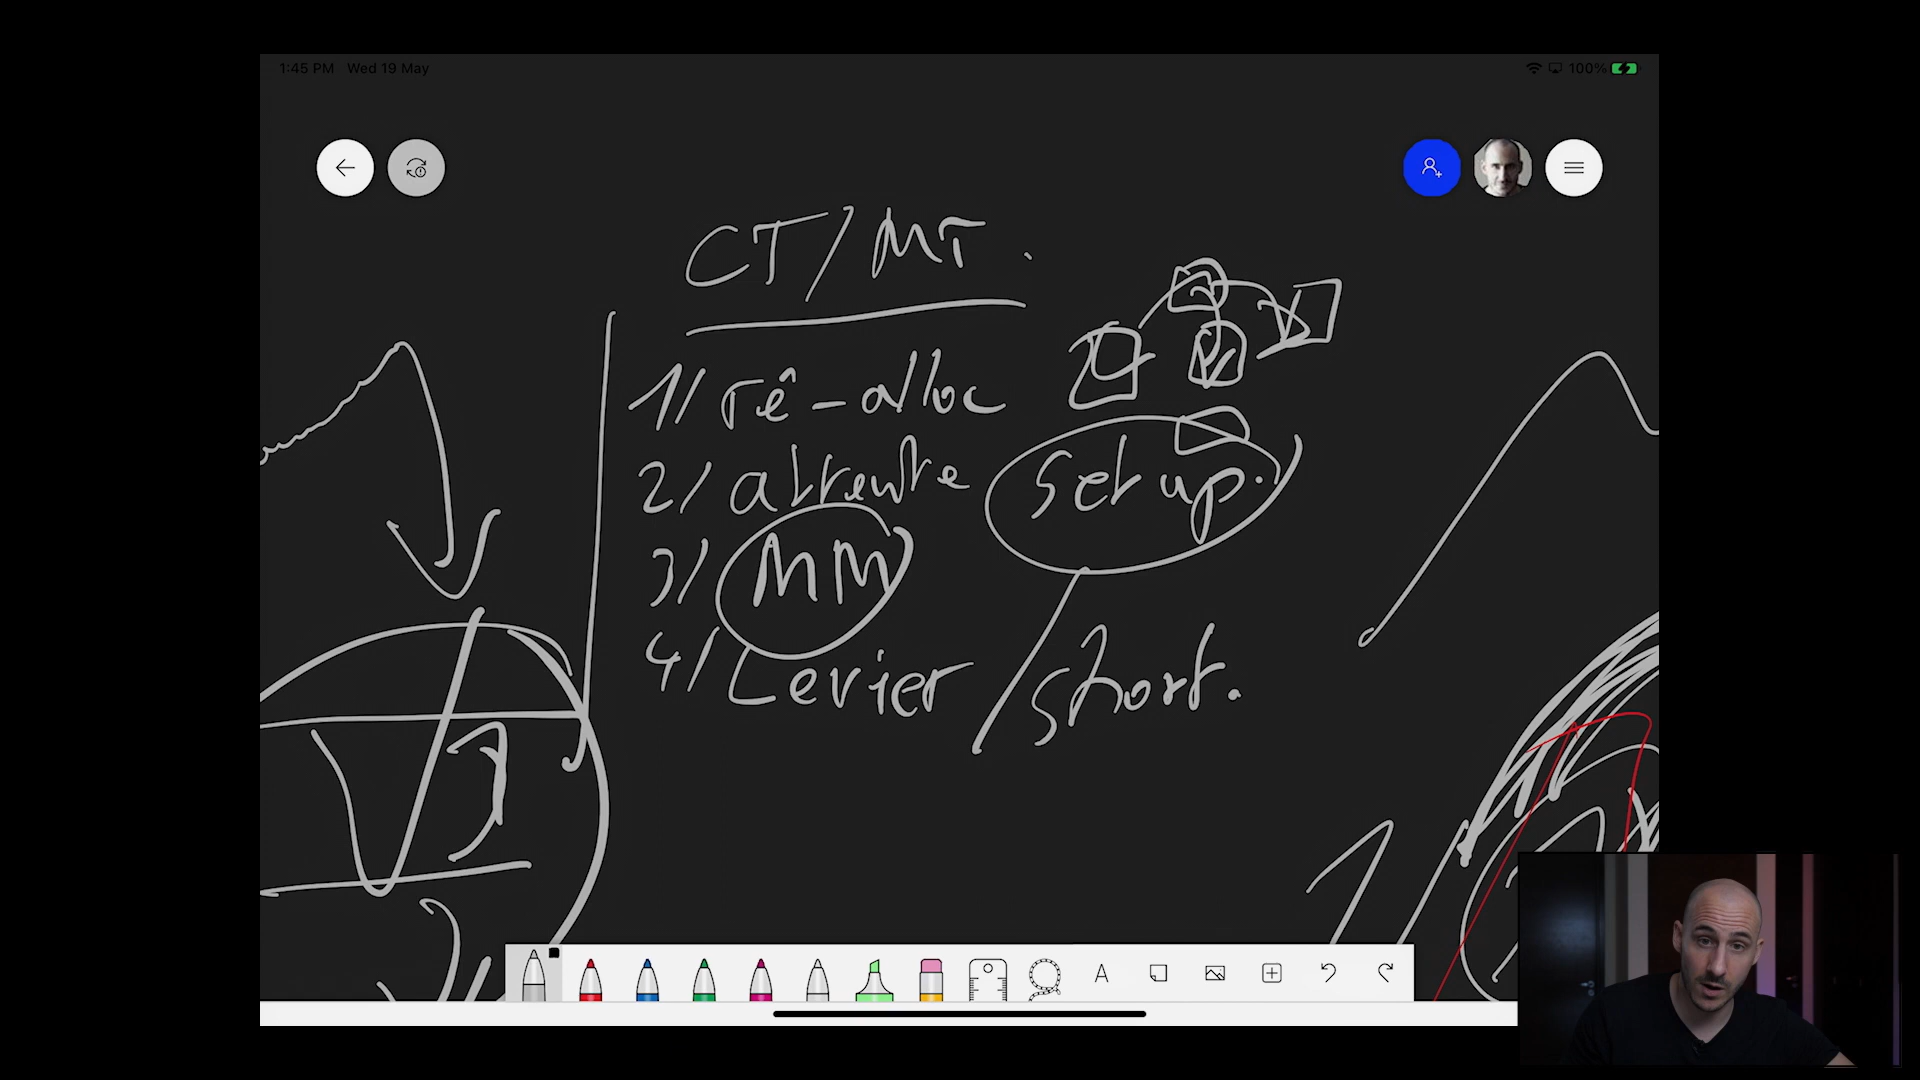 1:45 PM Wed 19 May
100%
CT/MT.
1/ rê-alloc
2/ attente set up.
3/ MM
4/ Levier / short.
A